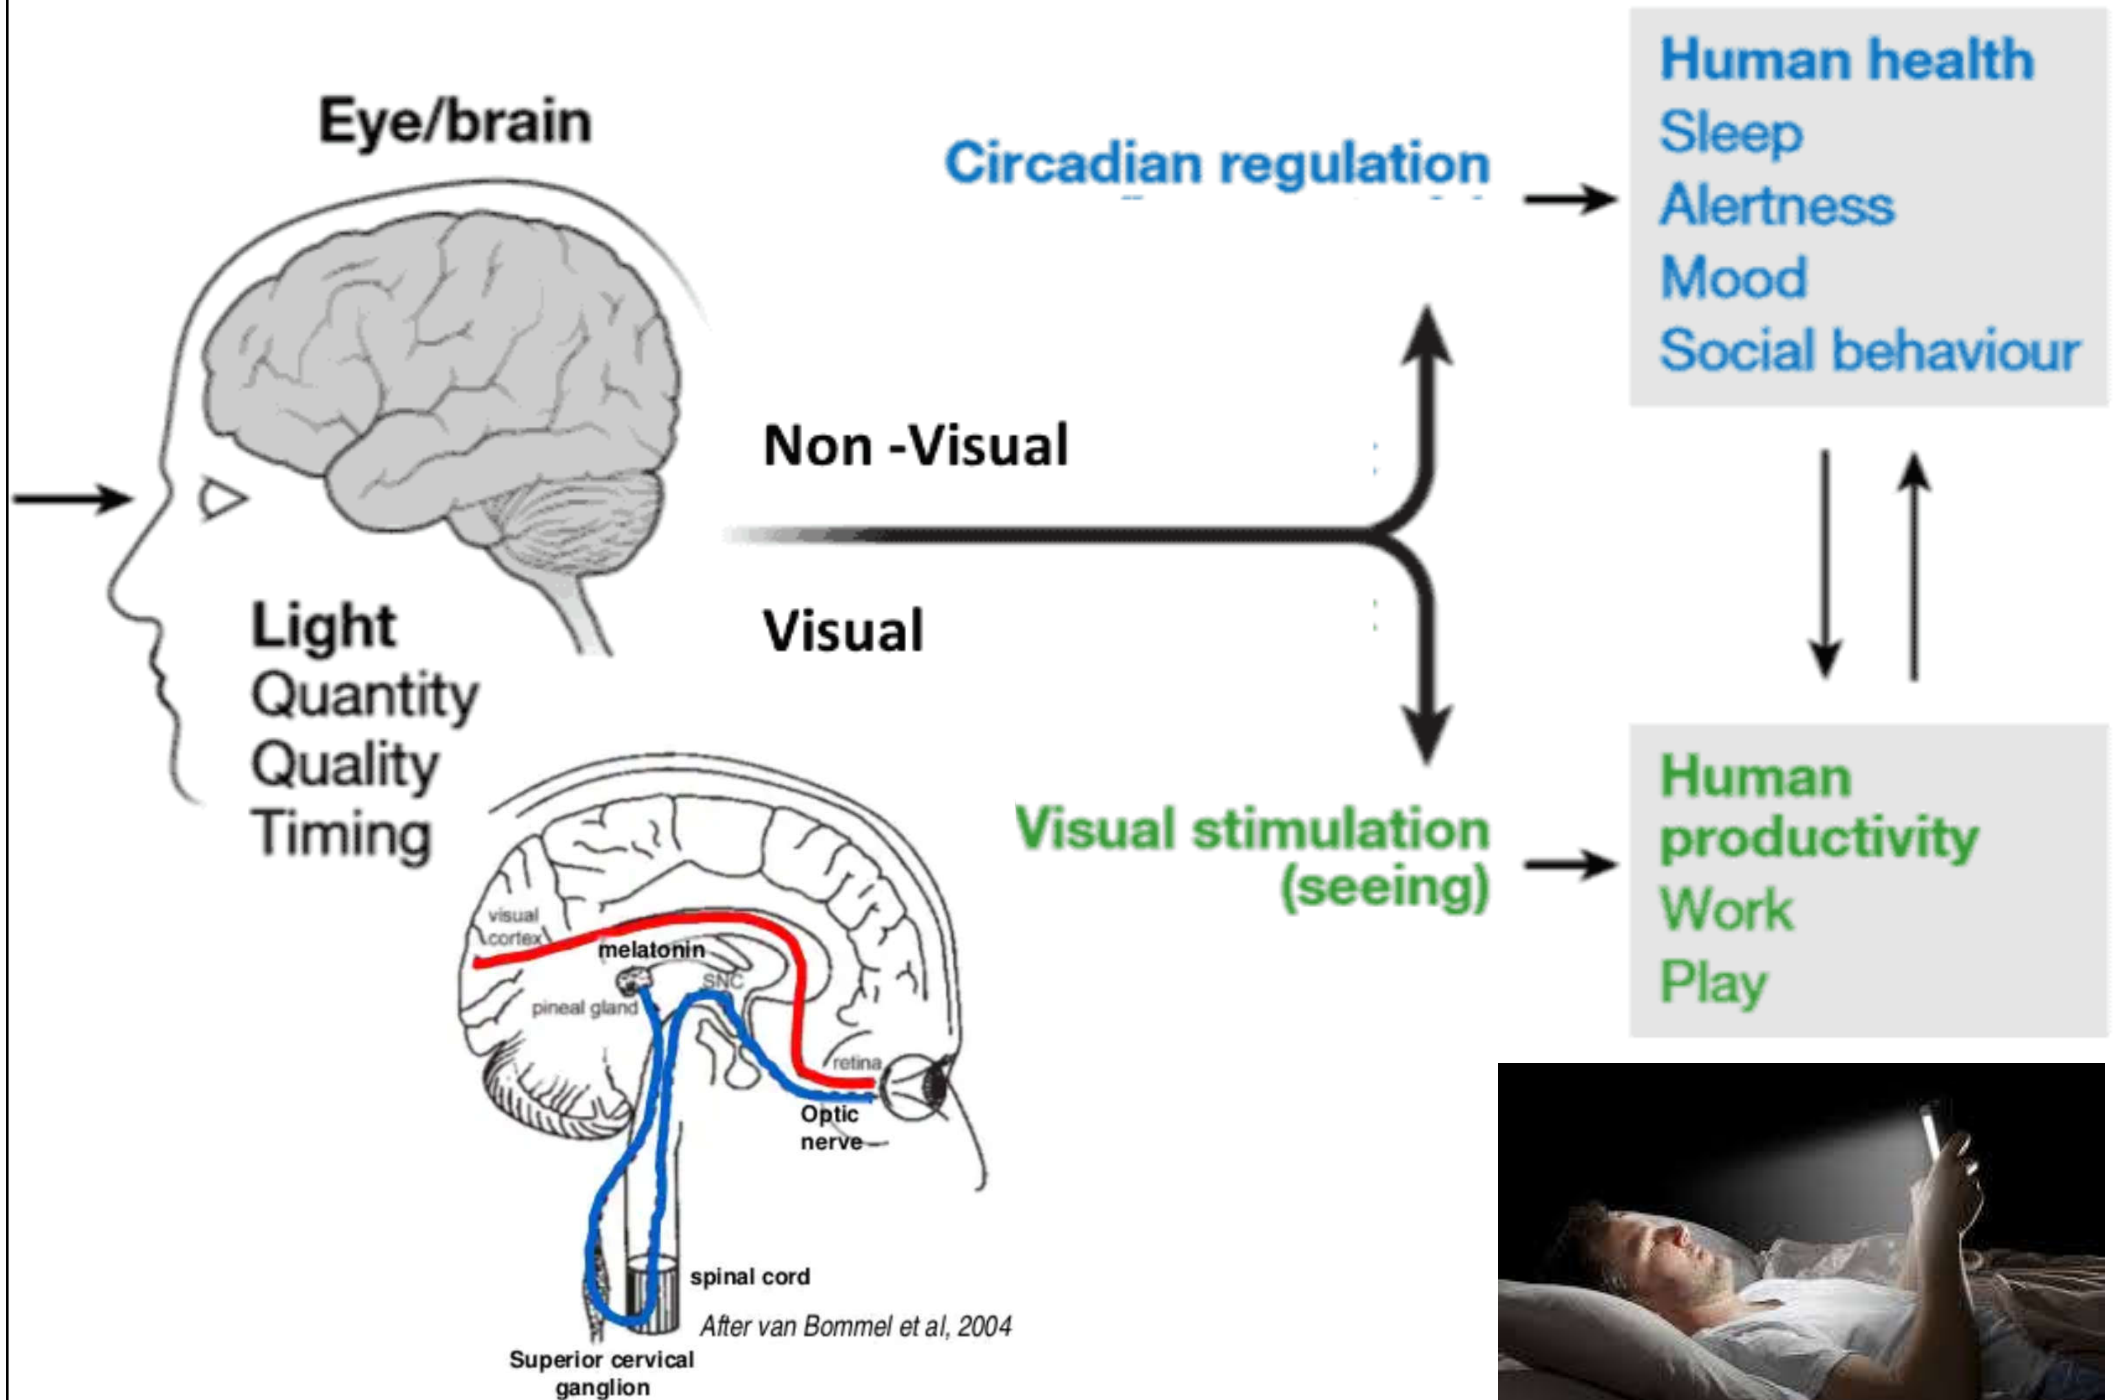 Eye/brain
Light
Quantity
Quality
Timing
Non -Visual
Visual
Circadian regulation
Human health
Sleep
Alertness
Mood
Social behaviour
Visual stimulation
(seeing)
Human
productivity
Work
Play
visual
cortex
melatonin
SNC
pineal gland
retina
Optic
nerve
spinal cord
After van Bommel et al, 2004
Superior cervical
ganglion